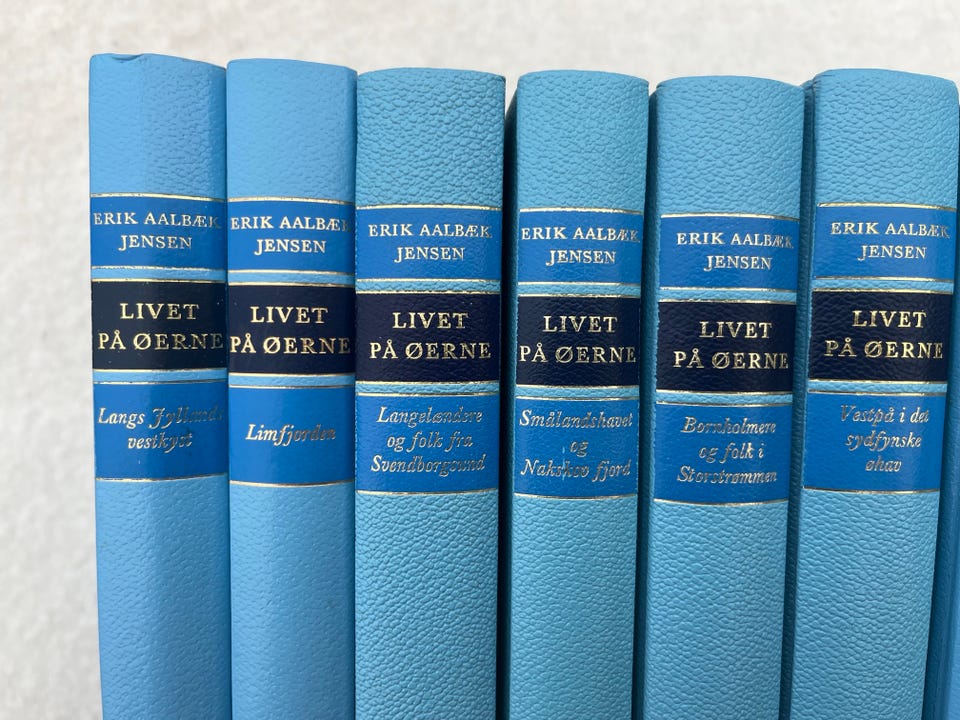 ERIK AALBÆK
JENSEN
LIVET
PÅ ØERNE
Langs Jyllands
vestkyst
ERIK AALBÆK
JENSEN
LIVET
PÅ ØERNE
Limfjorden
ERIK AALBÆK
JENSEN
LIVET
PÅ ØERNE
Langelændere
og folk fra
Svendborgsund
ERIK AALBÆK
JENSEN
LIVET
PÅ ØERNE
Smålandshavet
og
Nakskov fjord
ERIK AALBÆK
JENSEN
LIVET
PÅ ØERNE
Bornholmere
og folk i
Storstrømmen
ERIK AALBÆK
JENSEN
LIVET
PÅ ØERNE
Vestpå i det
sydfynske
øhav